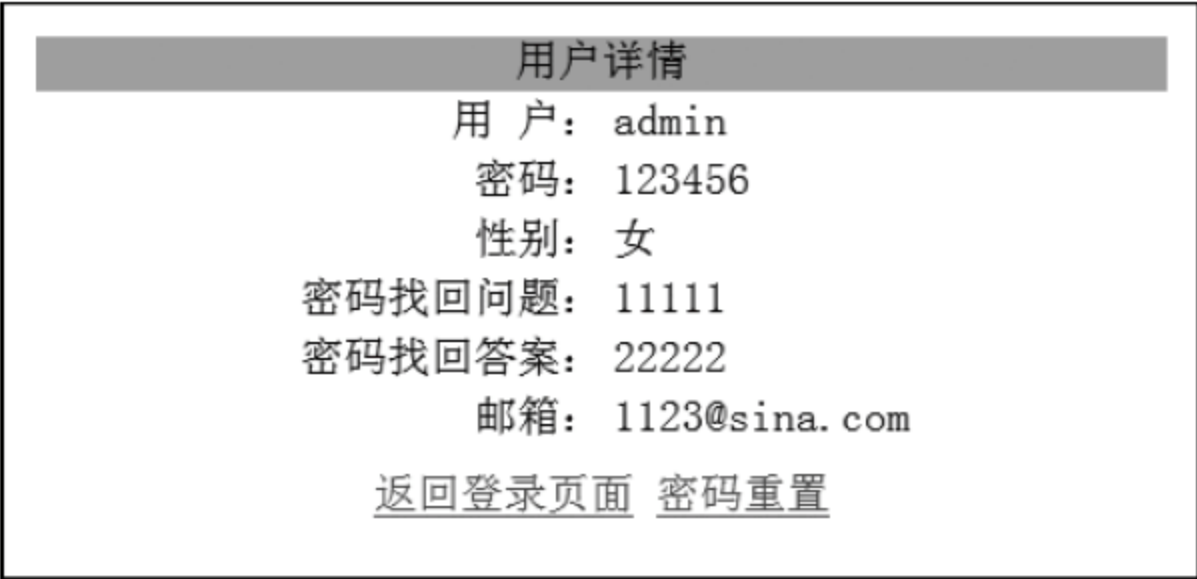 用户详情
用 户： admin
密码： 123456
性别： 女
密码找回问题： 11111
密码找回答案： 22222
邮箱： 1123@sina.com
返回登录页面 密码重置